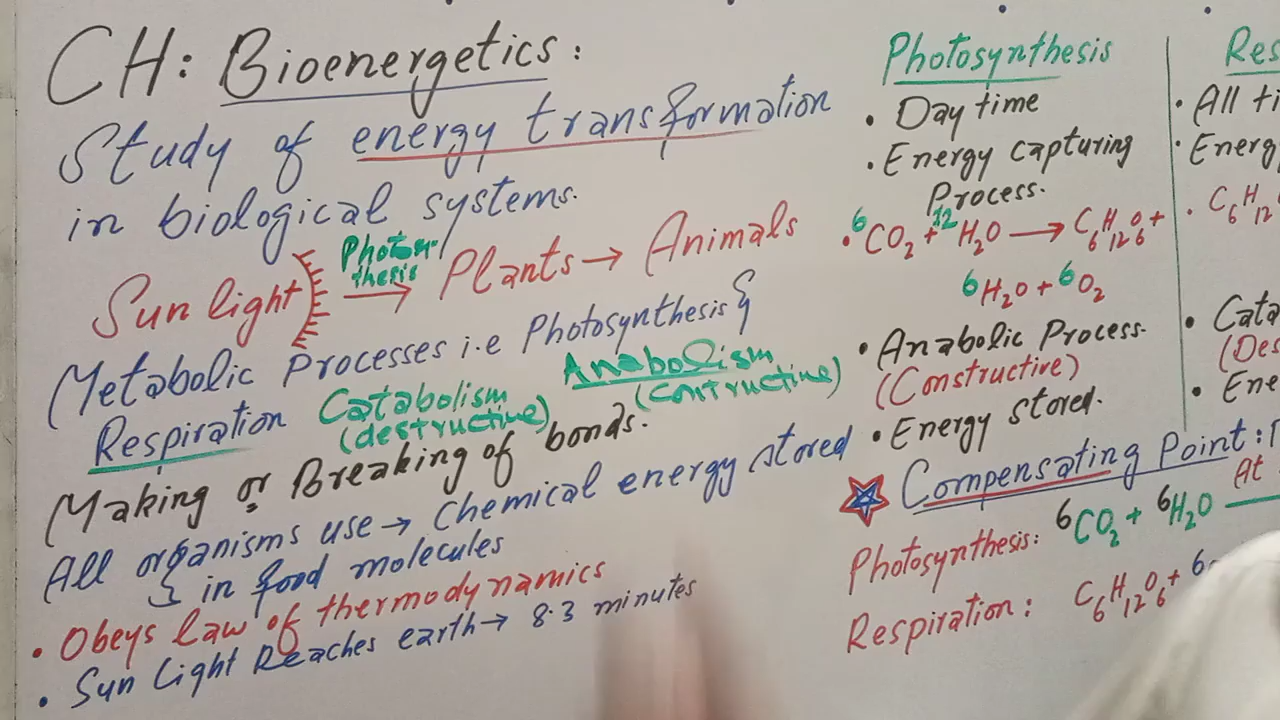 CH: Bioenergetics:
Study of energy transformation
in biological systems.
Sun light → Plants → Animals
Photosyn-
thesis
Metabolic Processes i.e Photosynthesis &
Respiration
Catabolism
(destructive)
Anabolism
(contructive)
Making or Breaking of bonds.
All organisms use → Chemical energy stored
in food molecules
• Obeys law of thermodynamics
• Sun Light Reaches earth → 8.3 minutes
Photosynthesis
• Day time
• Energy capturing
Process.
• 6CO2 + 12H2O → C6H12O6 +
6H2O + 6O2
• Anabolic Process.
(Constructive)
• Energy stored.
Res
• All ti
• Energ
• C6H12
• Cata
(Des
• Ene
Compensating Point:
At
Photosynthesis: 6CO2 + 6H2O
Respiration: C6H12O6 + 6